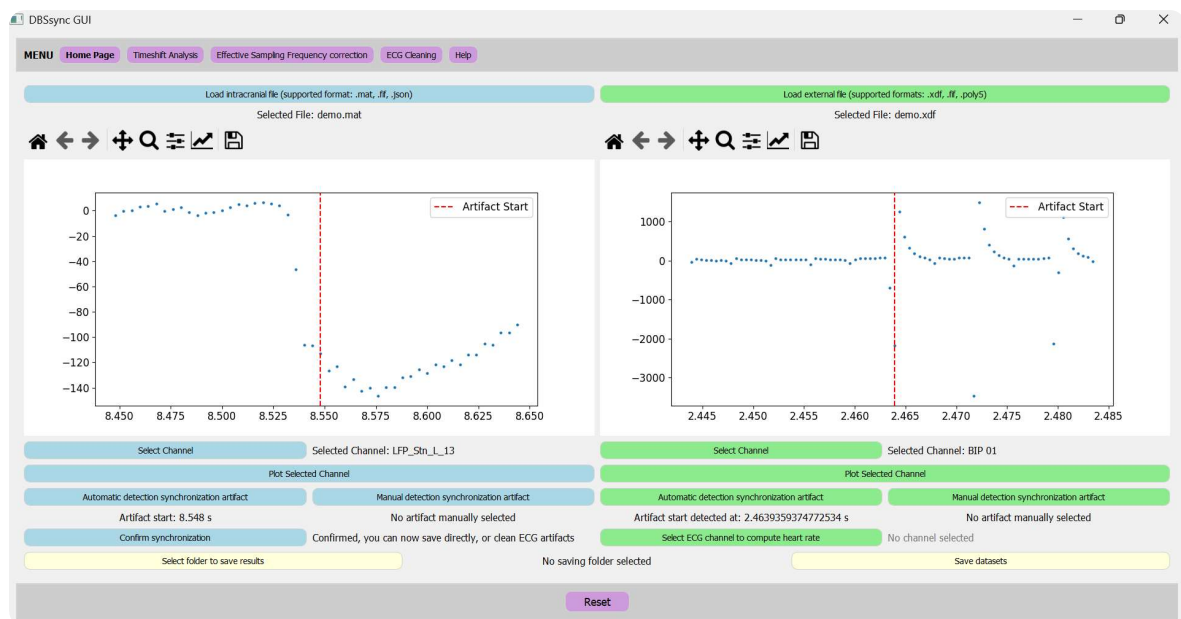 DBSsync GUI
MENU Home Page Timeshift Analysis Effective Sampling Frequency correction ECG Cleaning Help
Load intracranial file (supported format: .mat, .fif, .json)
Selected File: demo.mat
0
−20
−40
−60
−80
−100
−120
−140
Artifact Start
8.450 8.475 8.500 8.525 8.550 8.575 8.600 8.625 8.650
Select Channel Selected Channel: LFP_Stn_L_13
Plot Selected Channel
Automatic detection synchronization artifact Manual detection synchronization artifact
Artifact start: 8.548 s No artifact manually selected
Confirm synchronization Confirmed, you can now save directly, or clean ECG artifacts
Load external file (supported formats: .xdf, .fif, .poly5)
Selected File: demo.xdf
1000
0
−1000
−2000
−3000
Artifact Start
2.445 2.450 2.455 2.460 2.465 2.470 2.475 2.480 2.485
Select Channel Selected Channel: BIP 01
Plot Selected Channel
Automatic detection synchronization artifact Manual detection synchronization artifact
Artifact start detected at: 2.4639359374772534 s No artifact manually selected
Select ECG channel to compute heart rate No channel selected
Select folder to save results No saving folder selected Save datasets
Reset